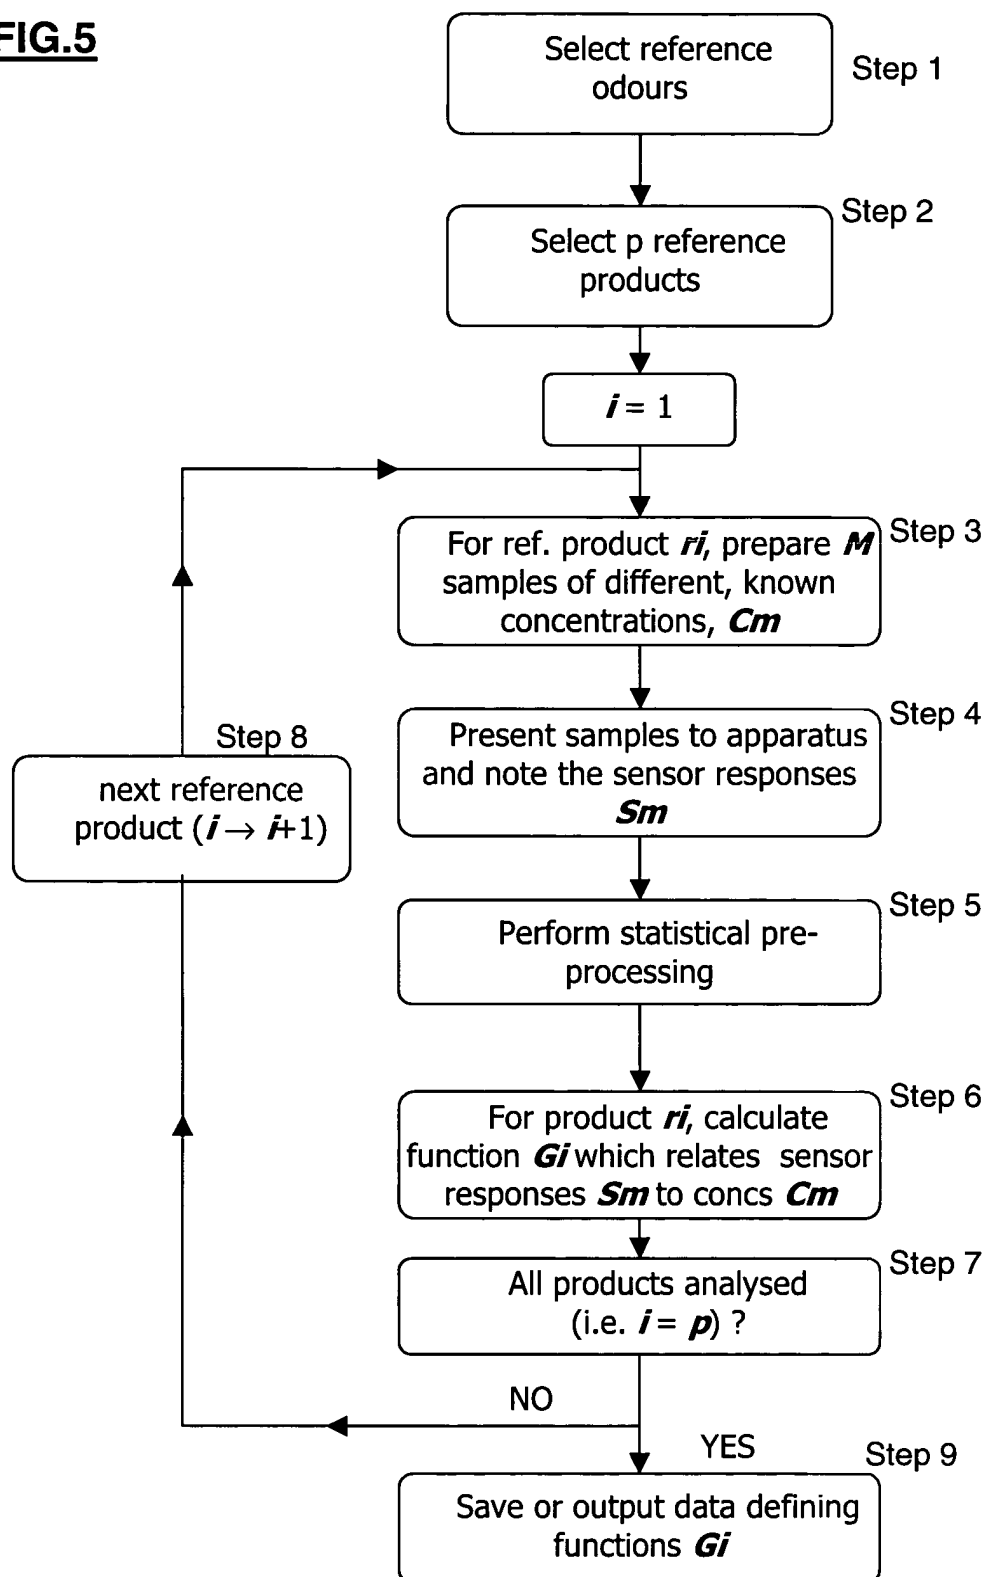 FIG.5
Select reference
odours
Step 1
Select p reference
products
Step 2
i = 1
For ref. product ri, prepare M
samples of different, known
concentrations, Cm
Step 3
Present samples to apparatus
and note the sensor responses
Sm
Step 4
Step 8
next reference
product (i → i+1)
Perform statistical pre-
processing
Step 5
For product ri, calculate
function Gi which relates sensor
responses Sm to concs Cm
Step 6
All products analysed
(i.e. i = p) ?
Step 7
NO
YES
Step 9
Save or output data defining
functions Gi